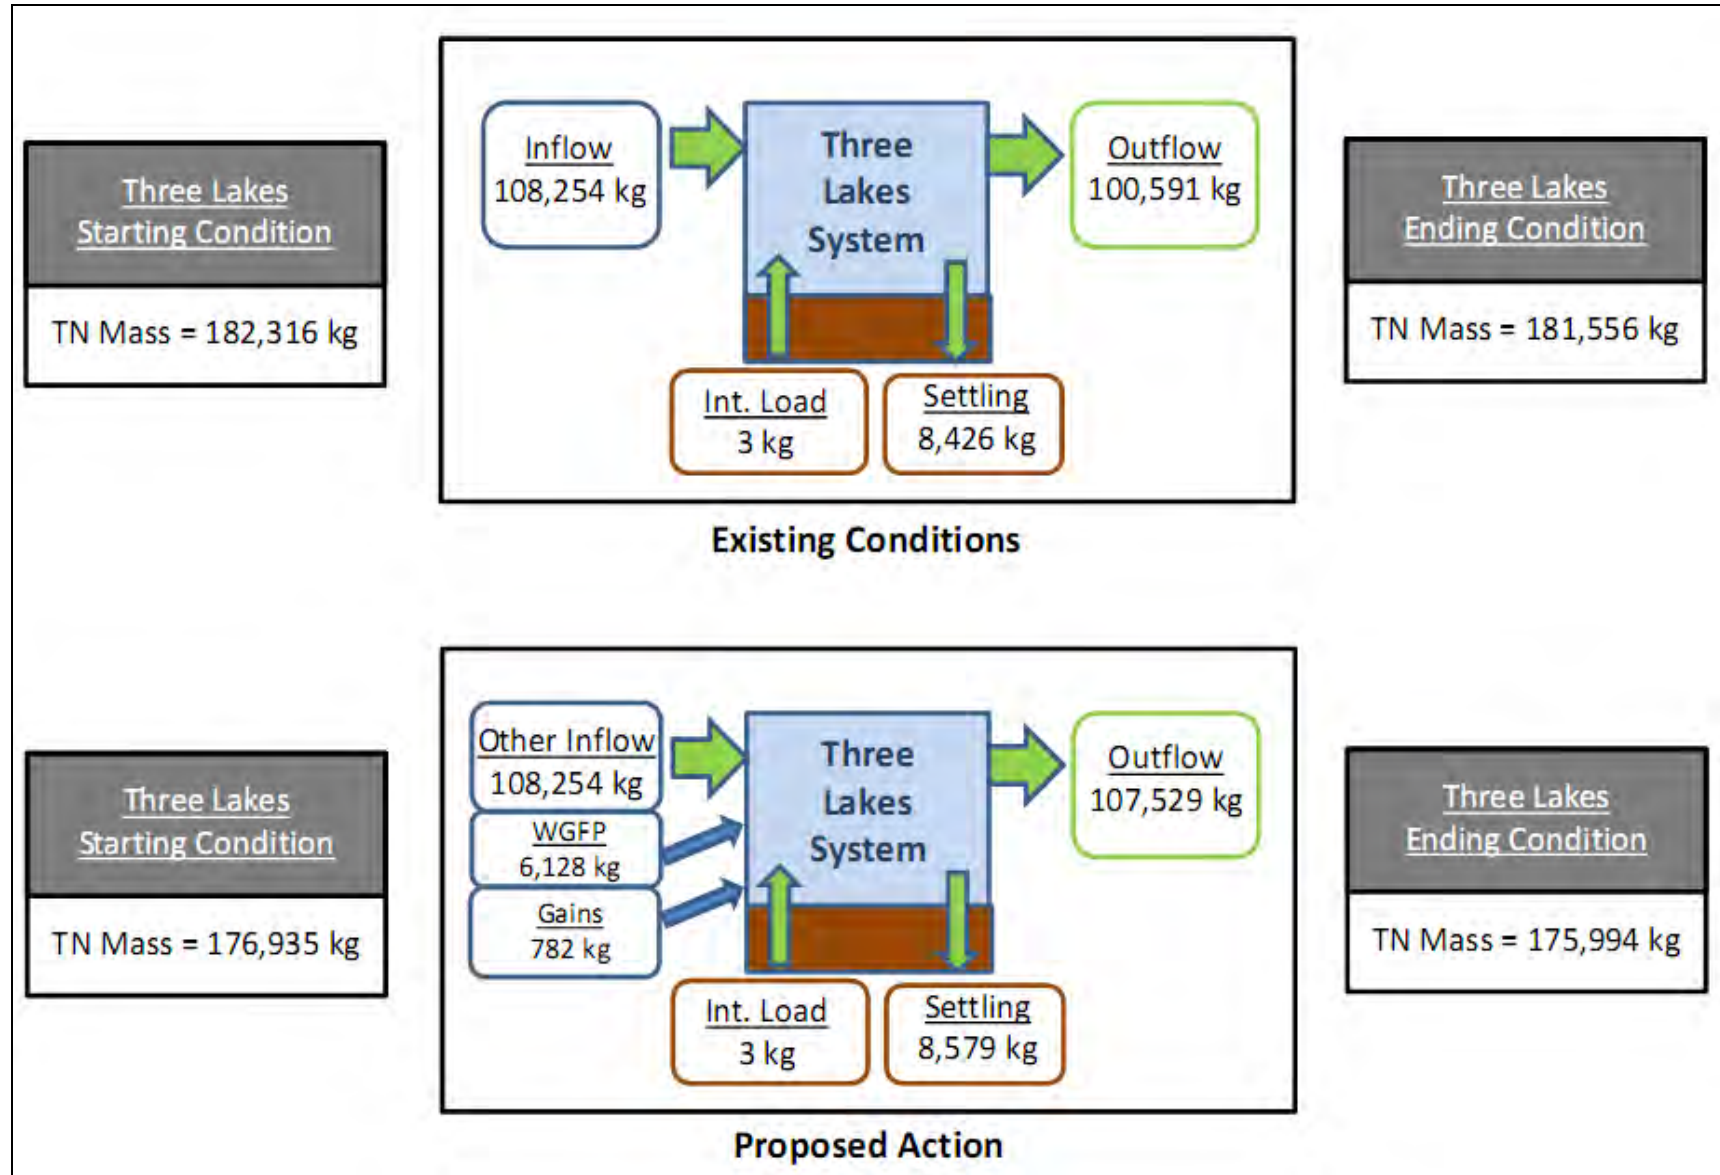 Three Lakes
Starting Condition
TN Mass = 182,316 kg
Inflow
108,254 kg
Three
Lakes
System
Outflow
100,591 kg
Int. Load
3 kg
Settling
8,426 kg
Three Lakes
Ending Condition
TN Mass = 181,556 kg
Existing Conditions
Three Lakes
Starting Condition
TN Mass = 176,935 kg
Other Inflow
108,254 kg
WGFP
6,128 kg
Gains
782 kg
Three
Lakes
System
Outflow
107,529 kg
Int. Load
3 kg
Settling
8,579 kg
Three Lakes
Ending Condition
TN Mass = 175,994 kg
Proposed Action